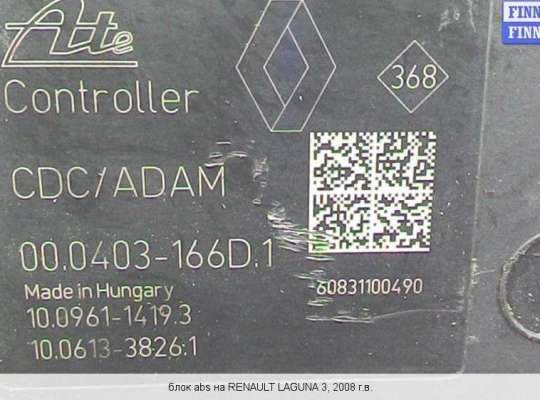 Ate
FINN
FINN
368
Controller
CDC/ADAM
00.0403-166D.1
60831100490
Made in Hungary
10.0961-1419.3
10.0613-3826.1
блок abs на RENAULT LAGUNA 3, 2008 г.в.